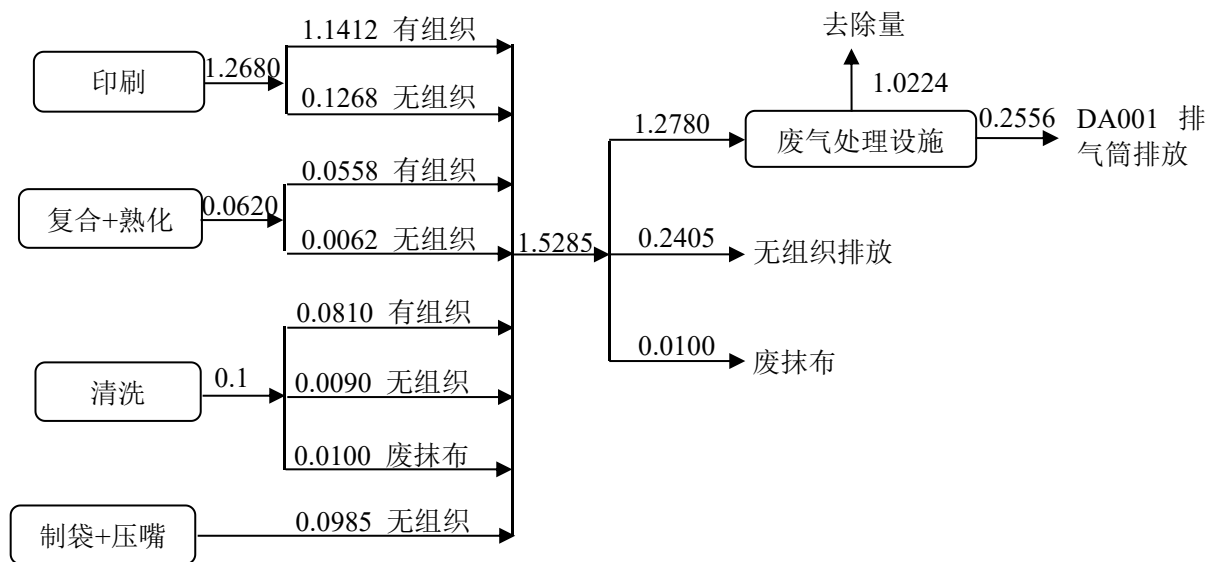 去除量
1.1412 有组织
印刷
1.2680
1.0224
0.1268 无组织
1.2780
废气处理设施
0.2556
DA001 排
气筒排放
0.0558 有组织
复合+熟化
0.0620
0.0062 无组织
1.5285
0.2405
无组织排放
0.0810 有组织
0.0100
废抹布
清洗
0.1
0.0090 无组织
0.0100 废抹布
制袋+压嘴
0.0985 无组织